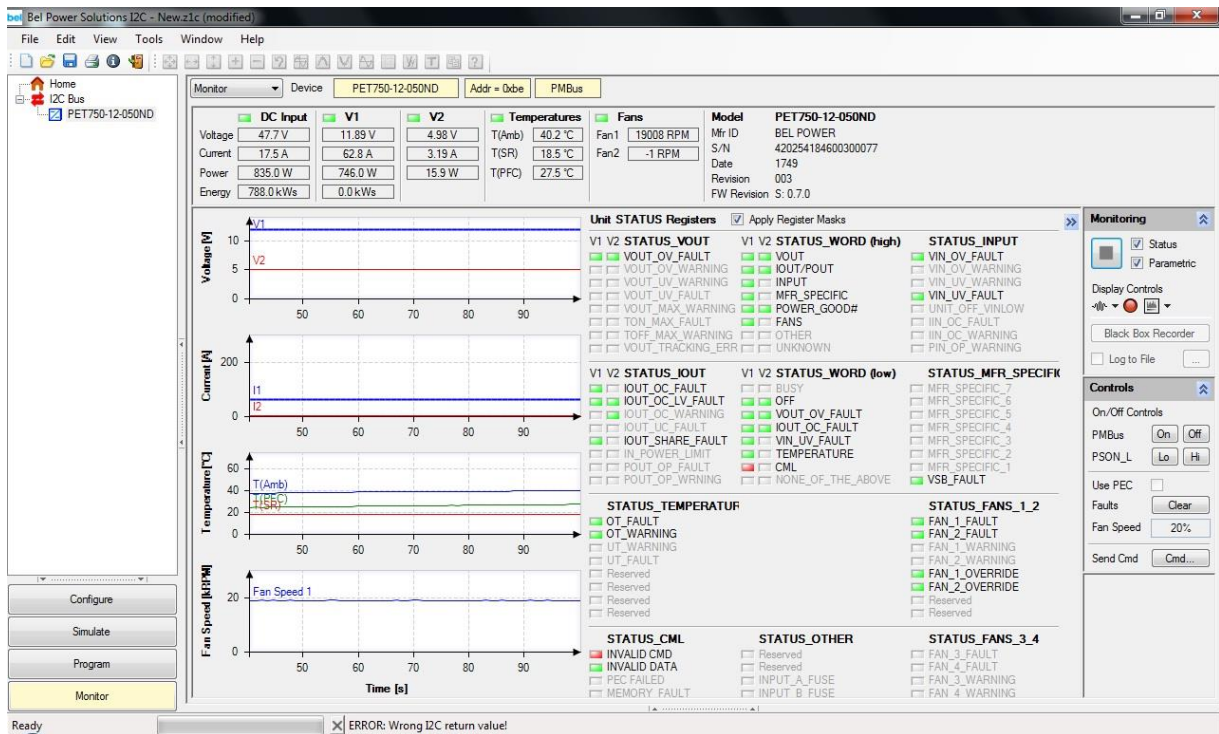 bel Bel Power Solutions I2C - New.z1c (modified)
File Edit View Tools Window Help
Home
I2C Bus
PET750-12-050ND
Configure
Simulate
Program
Monitor
Monitor Device PET750-12-050ND Addr = 0xbe PMBus
DC Input V1 V2 Temperatures Fans
Voltage 47.7 V 11.89 V 4.98 V T(Amb) 40.2 °C Fan1 19008 RPM
Current 17.5 A 62.8 A 3.19 A T(SR) 18.5 °C Fan2 -1 RPM
Power 835.0 W 746.0 W 15.9 W T(PFC) 27.5 °C
Energy 788.0 kWs 0.0 kWs
Model PET750-12-050ND
Mfr ID BEL POWER
S/N 420254184600300077
Date 1749
Revision 003
FW Revision S: 0.7.0
Voltage [V]
V1
10
V2
5
0
50 60 70 80 90
Current [A]
200
I1
I2
0
50 60 70 80 90
Temperature [°C]
60
T(Amb)
40
T(PFC)
T(SR)
20
0
50 60 70 80 90
Fan Speed [kRPM]
Fan Speed 1
20
0
50 60 70 80 90
Time [s]
Unit STATUS Registers Apply Register Masks
V1 V2 STATUS_VOUT
VOUT_OV_FAULT
VOUT_OV_WARNING
VOUT_UV_WARNING
VOUT_UV_FAULT
VOUT_MAX_WARNING
TON_MAX_FAULT
TOFF_MAX_WARNING
VOUT_TRACKING_ERR
V1 V2 STATUS_WORD (high)
VOUT
IOUT/POUT
INPUT
MFR_SPECIFIC
POWER_GOOD#
FANS
OTHER
UNKNOWN
STATUS_INPUT
VIN_OV_FAULT
VIN_OV_WARNING
VIN_UV_WARNING
VIN_UV_FAULT
UNIT_OFF_VINLOW
IIN_OC_FAULT
IIN_OC_WARNING
PIN_OP_WARNING
V1 V2 STATUS_IOUT
IOUT_OC_FAULT
IOUT_OC_LV_FAULT
IOUT_OC_WARNING
IOUT_UC_FAULT
IOUT_SHARE_FAULT
IN_POWER_LIMIT
POUT_OP_FAULT
POUT_OP_WRNING
V1 V2 STATUS_WORD (low)
BUSY
OFF
VOUT_OV_FAULT
IOUT_OC_FAULT
VIN_UV_FAULT
TEMPERATURE
CML
NONE_OF_THE_ABOVE
STATUS_MFR_SPECIFIC
MFR_SPECIFIC_7
MFR_SPECIFIC_6
MFR_SPECIFIC_5
MFR_SPECIFIC_4
MFR_SPECIFIC_3
MFR_SPECIFIC_2
MFR_SPECIFIC_1
VSB_FAULT
STATUS_TEMPERATUR
OT_FAULT
OT_WARNING
UT_WARNING
UT_FAULT
Reserved
Reserved
Reserved
Reserved
STATUS_FANS_1_2
FAN_1_FAULT
FAN_2_FAULT
FAN_1_WARNING
FAN_2_WARNING
FAN_1_OVERRIDE
FAN_2_OVERRIDE
Reserved
Reserved
STATUS_CML
INVALID CMD
INVALID DATA
PEC FAILED
MEMORY FAULT
STATUS_OTHER
Reserved
Reserved
INPUT_A_FUSE
INPUT_B_FUSE
STATUS_FANS_3_4
FAN_3_FAULT
FAN_4_FAULT
FAN_3_WARNING
FAN_4_WARNING
Monitoring
Status
Parametric
Display Controls
Black Box Recorder
Log to File ...
Controls
On/Off Controls
PMBus On Off
PSON_L Lo Hi
Use PEC
Faults Clear
Fan Speed 20%
Send Cmd Cmd...
Ready ERROR: Wrong I2C return value!